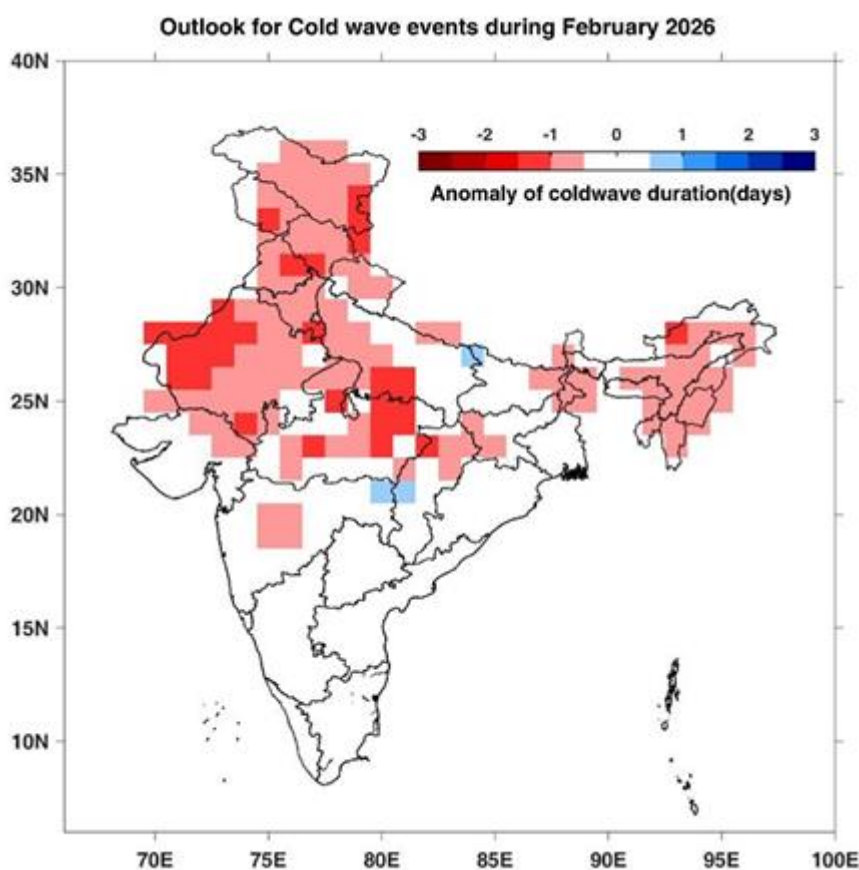 Outlook for Cold wave events during February 2026
40N
-3 -2 -1 0 1 2 3
35N
Anomaly of coldwave duration(days)
30N
25N
20N
15N
10N
70E 75E 80E 85E 90E 95E 100E